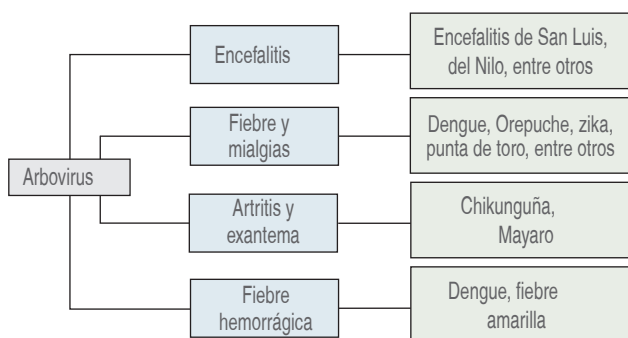 Arbovirus
Encefalitis
Encefalitis de San Luis,
del Nilo, entre otros
Fiebre y
mialgias
Dengue, Orepuche, zika,
punta de toro, entre otros
Artritis y
exantema
Chikunguña,
Mayaro
Fiebre
hemorrágica
Dengue, fiebre
amarilla